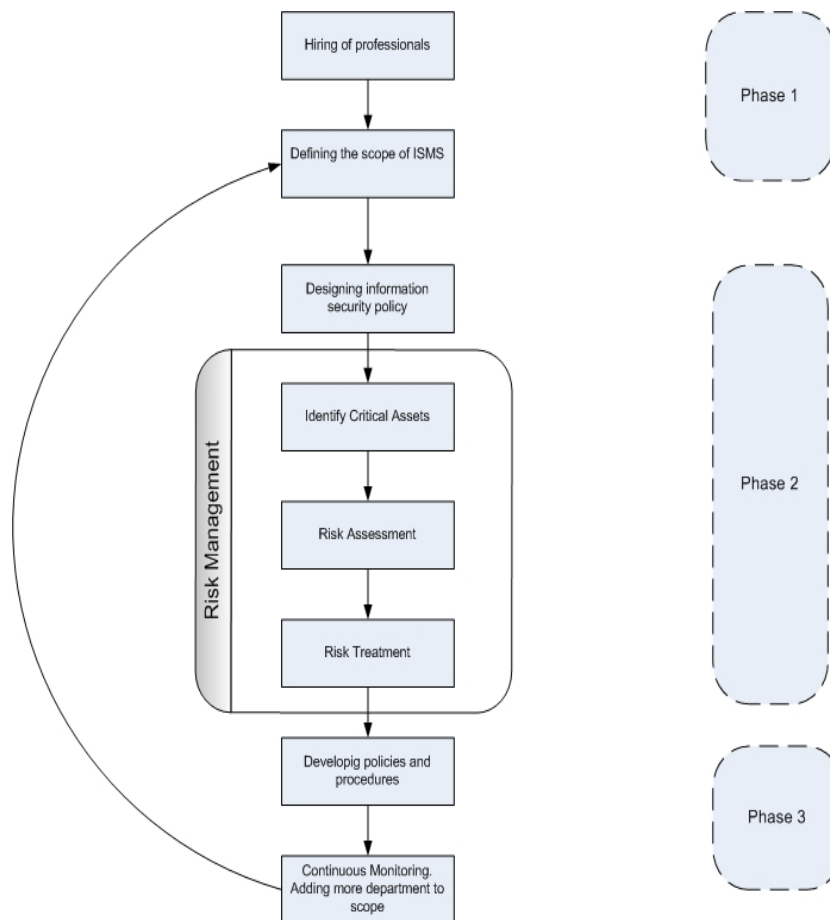 Hiring of professionals
Phase 1
Defining the scope of ISMS
Designing information
security policy
Risk Management
Identify Critical Assets
Phase 2
Risk Assessment
Risk Treatment
Developig policies and
procedures
Phase 3
Continuous Monitoring.
Adding more department to
scope